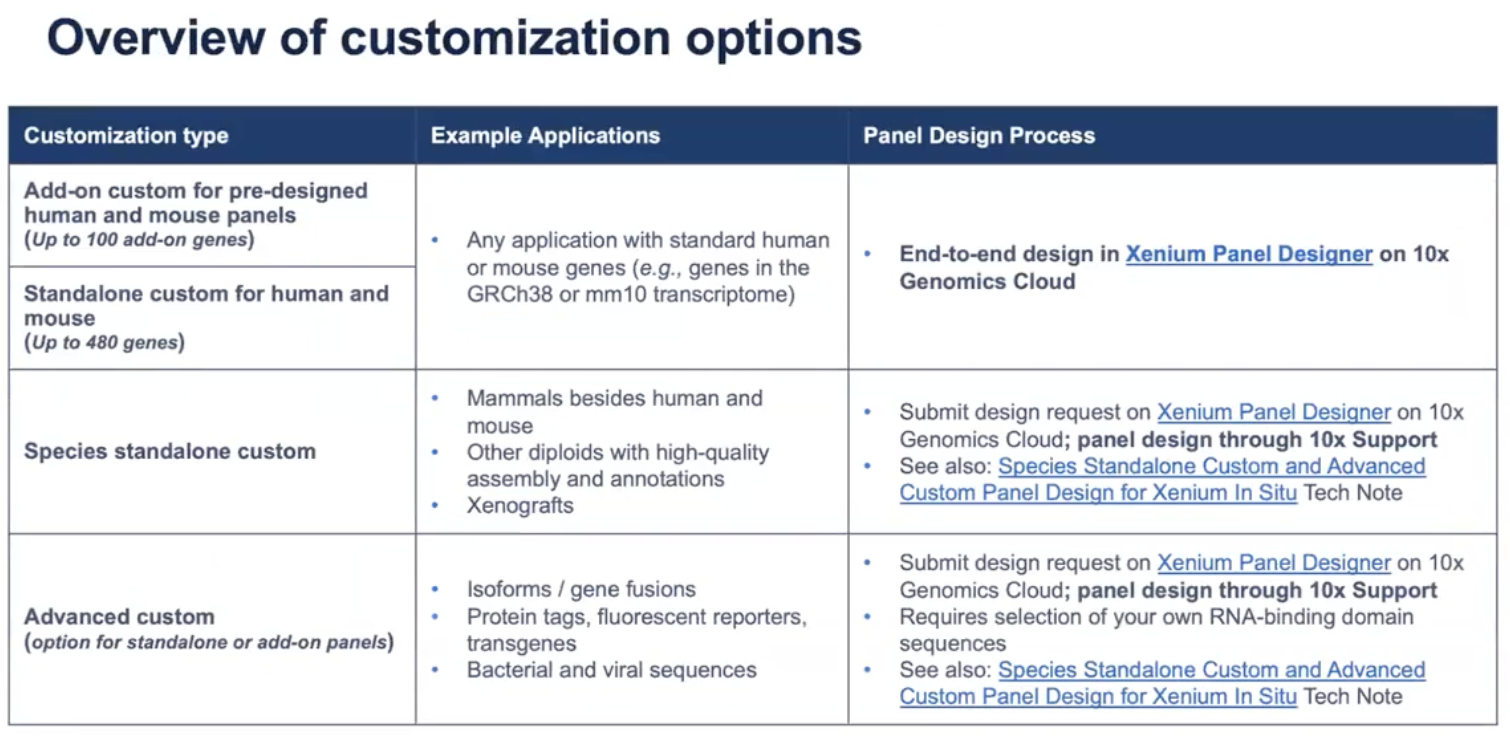 Overview of customization options
Customization type
Example Applications
Panel Design Process
Add-on custom for pre-designed
human and mouse panels
(Up to 100 add-on genes)
Standalone custom for human and
mouse
(Up to 480 genes)
• Any application with standard human
or mouse genes (e.g., genes in the
GRCh38 or mm10 transcriptome)
• End-to-end design in Xenium Panel Designer on 10x
Genomics Cloud
Species standalone custom
• Mammals besides human and
mouse
• Other diploids with high-quality
assembly and annotations
• Xenografts
• Submit design request on Xenium Panel Designer on 10x
Genomics Cloud; panel design through 10x Support
• See also: Species Standalone Custom and Advanced
Custom Panel Design for Xenium In Situ Tech Note
Advanced custom
(option for standalone or add-on panels)
• Isoforms / gene fusions
• Protein tags, fluorescent reporters,
transgenes
• Bacterial and viral sequences
• Submit design request on Xenium Panel Designer on 10x
Genomics Cloud; panel design through 10x Support
• Requires selection of your own RNA-binding domain
sequences
• See also: Species Standalone Custom and Advanced
Custom Panel Design for Xenium In Situ Tech Note